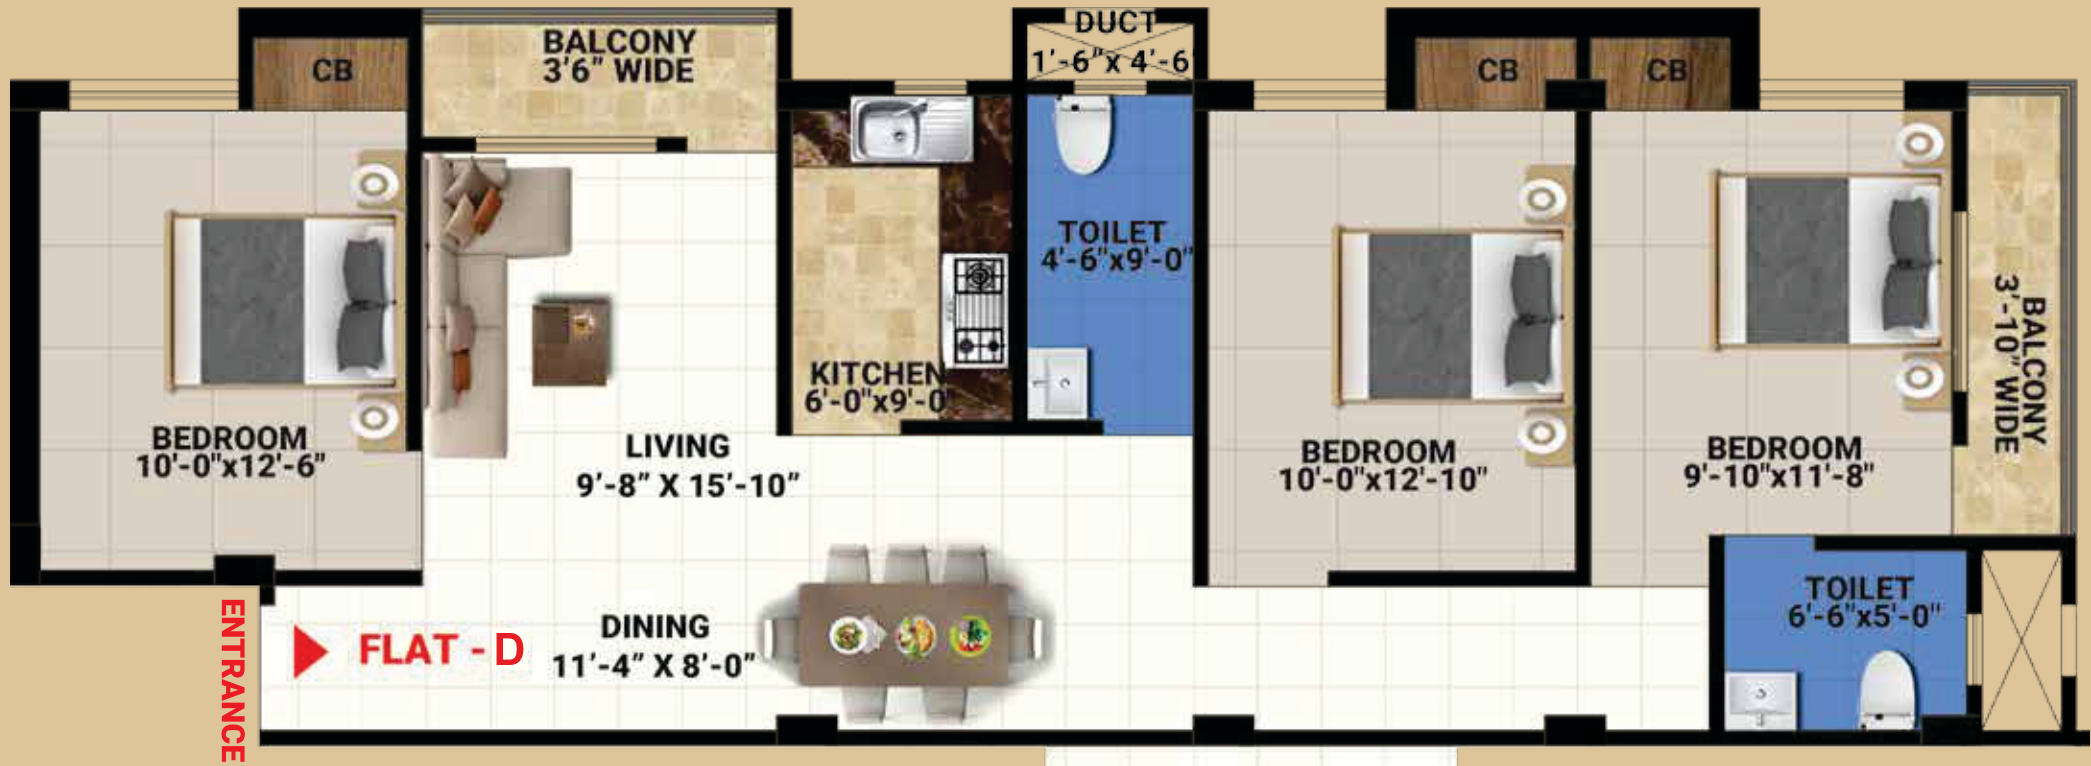 CB
BALCONY
3'6" WIDE
DUCT
1'-6"x 4'-6
CB
CB
TOILET
4'-6"x9'-0"
KITCHEN
6'-0"x9'-0"
BEDROOM
10'-0"x12'-6"
LIVING
9'-8" X 15'-10"
BEDROOM
10'-0"x12'-10"
BEDROOM
9'-10"x11'-8"
BALCONY
3'-10" WIDE
ENTRANCE
FLAT - D
DINING
11'-4" X 8'-0"
TOILET
6'-6"x5'-0"